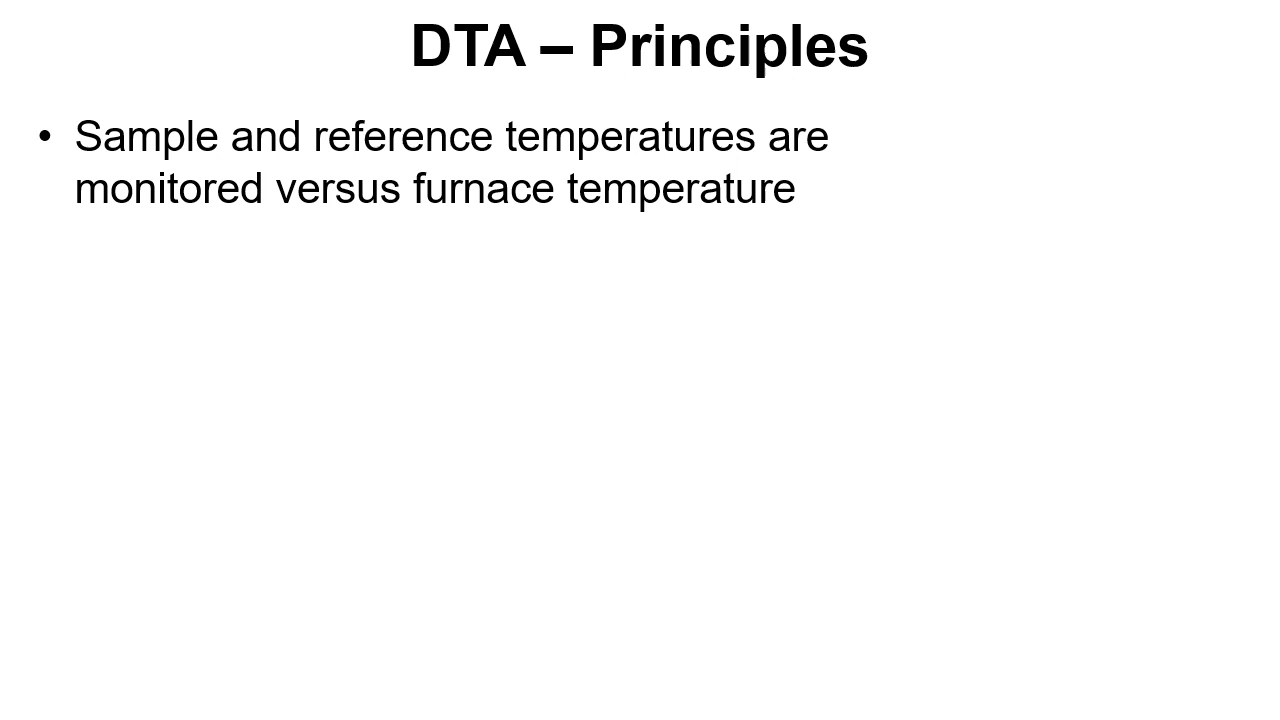 DTA – Principles
• Sample and reference temperatures are
monitored versus furnace temperature